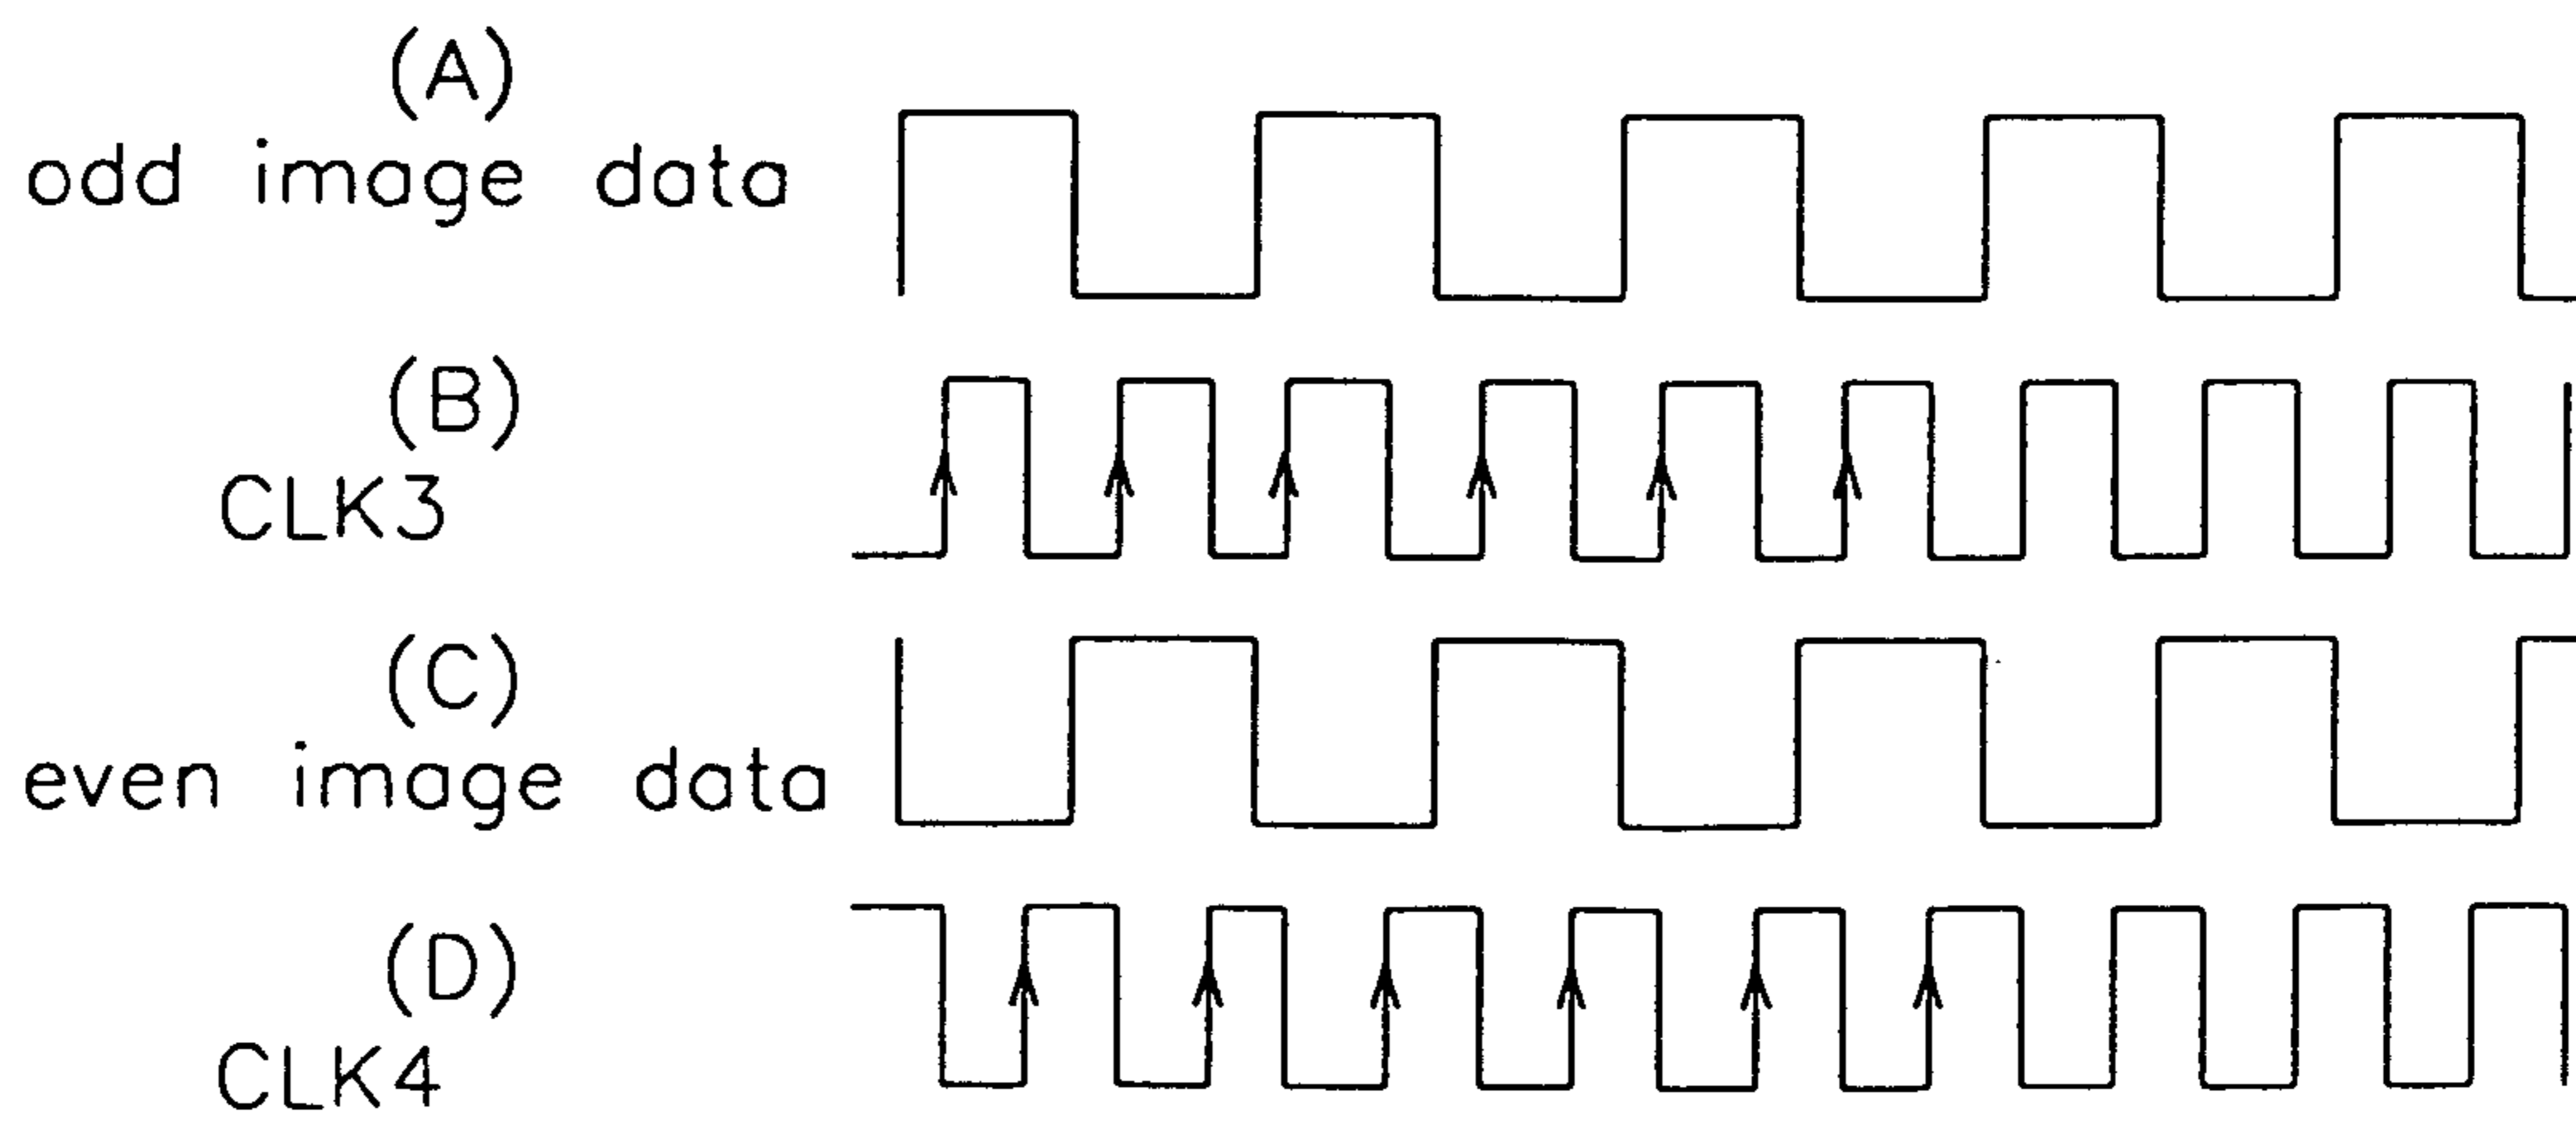 (A)
odd image data
(B)
CLK3
(C)
even image data
(D)
CLK4